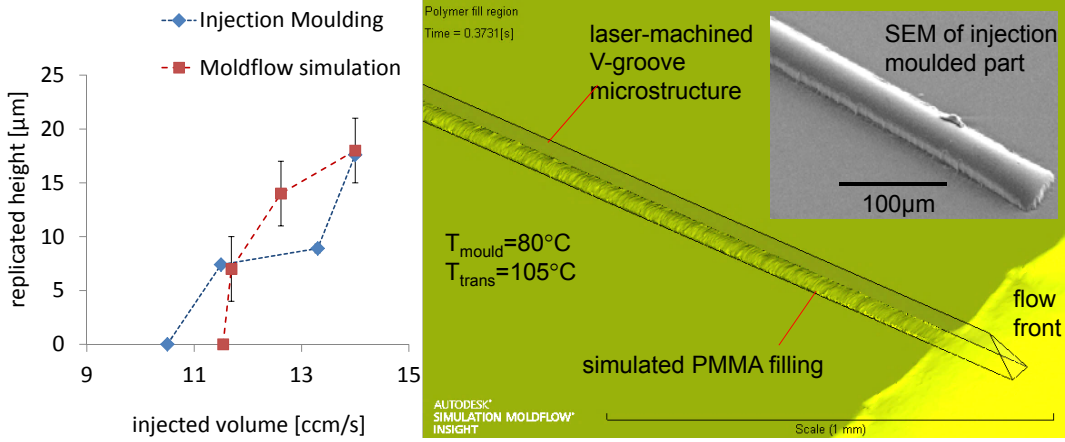 Injection Moulding
Moldflow simulation
25
20
15
10
5
0
replicated height [µm]
9
11
13
15
injected volume [ccm/s]
Polymer fill region
Time = 0.3731[s]
laser-machined
V-groove
microstructure
SEM of injection
moulded part
100µm
Tmould=80°C
Ttrans=105°C
flow
front
simulated PMMA filling
AUTODESK®
SIMULATION MOLDFLOW®
INSIGHT
Scale (1 mm)